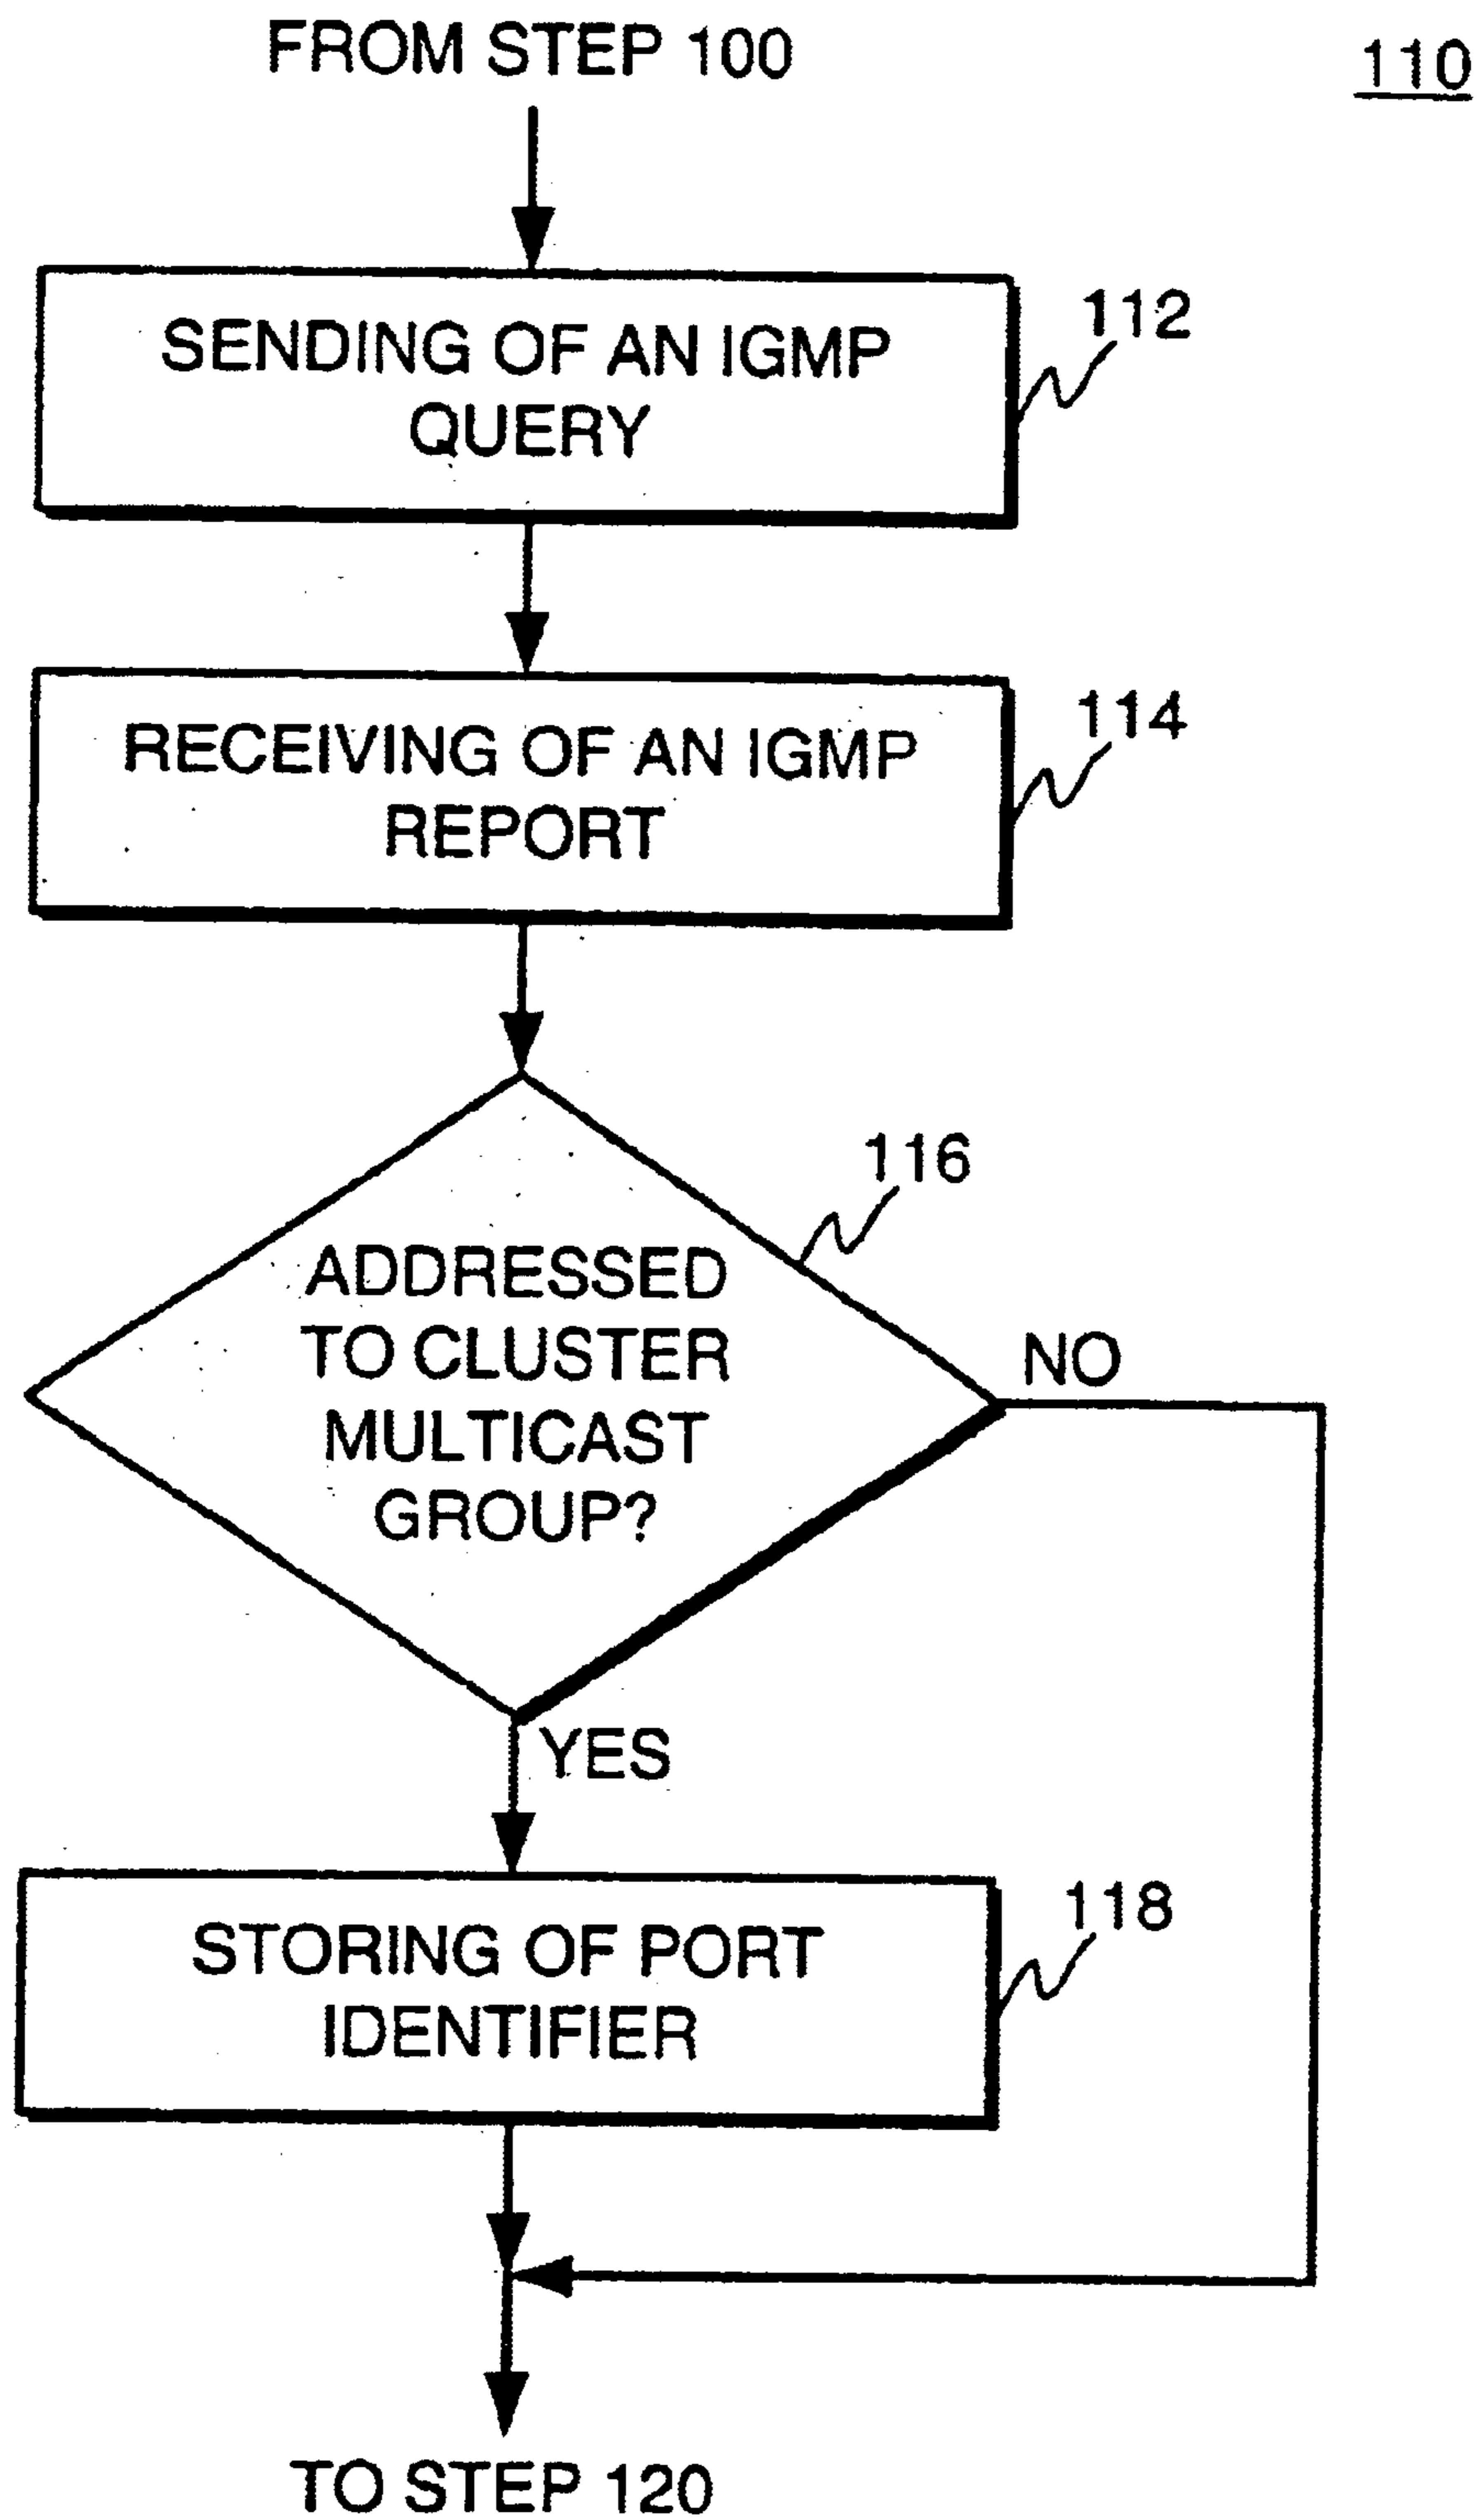 FROM STEP 100
110
SENDING OF AN IGMP
QUERY
112
RECEIVING OF AN IGMP
REPORT
114
116
ADDRESSED
TO CLUSTER
MULTICAST
GROUP?
NO
YES
STORING OF PORT
IDENTIFIER
118
TO STEP 120